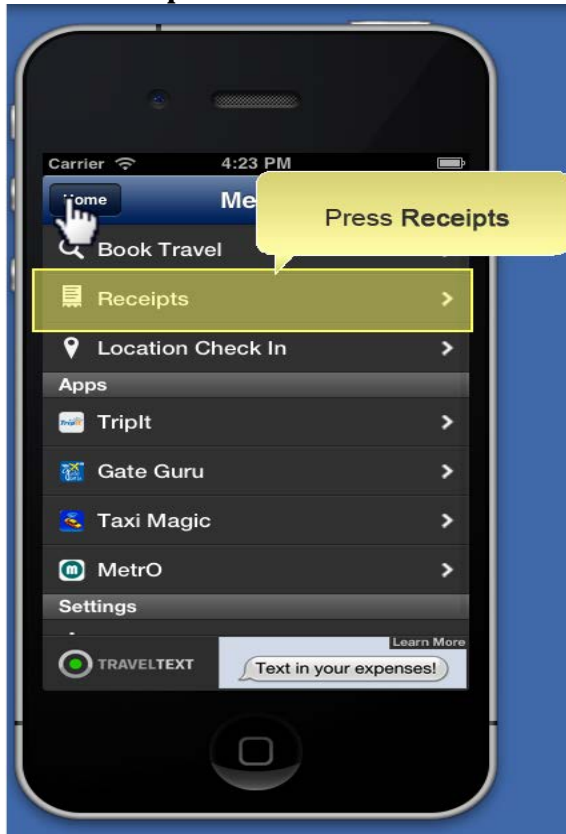 Carrier 4:23 PM
Home Me
Press Receipts
Book Travel
Receipts
Location Check In
Apps
TripIt
TripIt
Gate Guru
Taxi Magic
m MetrO
Settings
Learn More
TRAVELTEXT Text in your expenses!